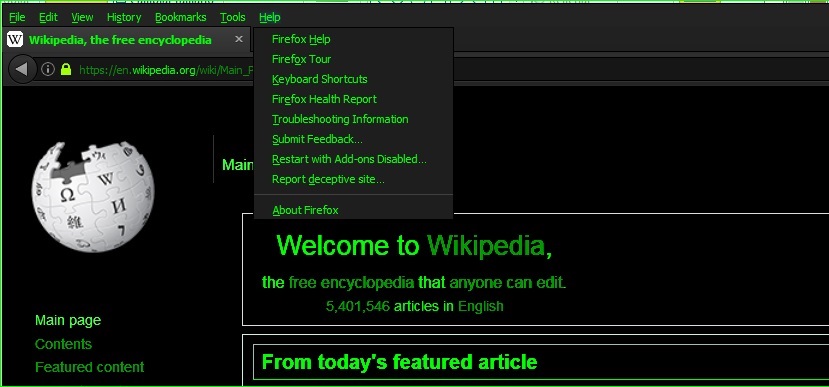 File Edit View History Bookmarks Tools Help
W Wikipedia, the free encyclopedia ×
https://en.wikipedia.org/wiki/Main_P
Firefox Help
Firefox Tour
Keyboard Shortcuts
Firefox Health Report
Troubleshooting Information
Submit Feedback...
Restart with Add-ons Disabled...
Report deceptive site...
About Firefox
Ω W И 維 7
Main
Welcome to Wikipedia,
the free encyclopedia that anyone can edit.
5,401,546 articles in English
Main page
Contents
Featured content
From today's featured article